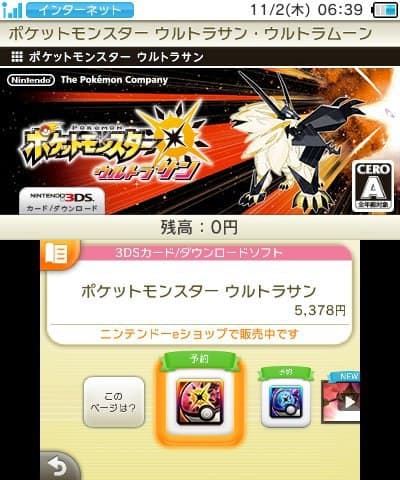 インターネット
11/2(木) 06:39
ポケットモンスター ウルトラサン・ウルトラムーン
ポケットモンスター ウルトラサン
Nintendo
The Pokémon Company
POKÉMON
ポケットモンスター
ウルトラサン
NINTENDO 3DS
カード/ダウンロード
CERO
A
全年齢対象
残高：0円
3DSカード/ダウンロードソフト
ポケットモンスター ウルトラサン
5,378円
ニンテンドーeショップで販売中です
予約
予約
NEW
この
ページは?